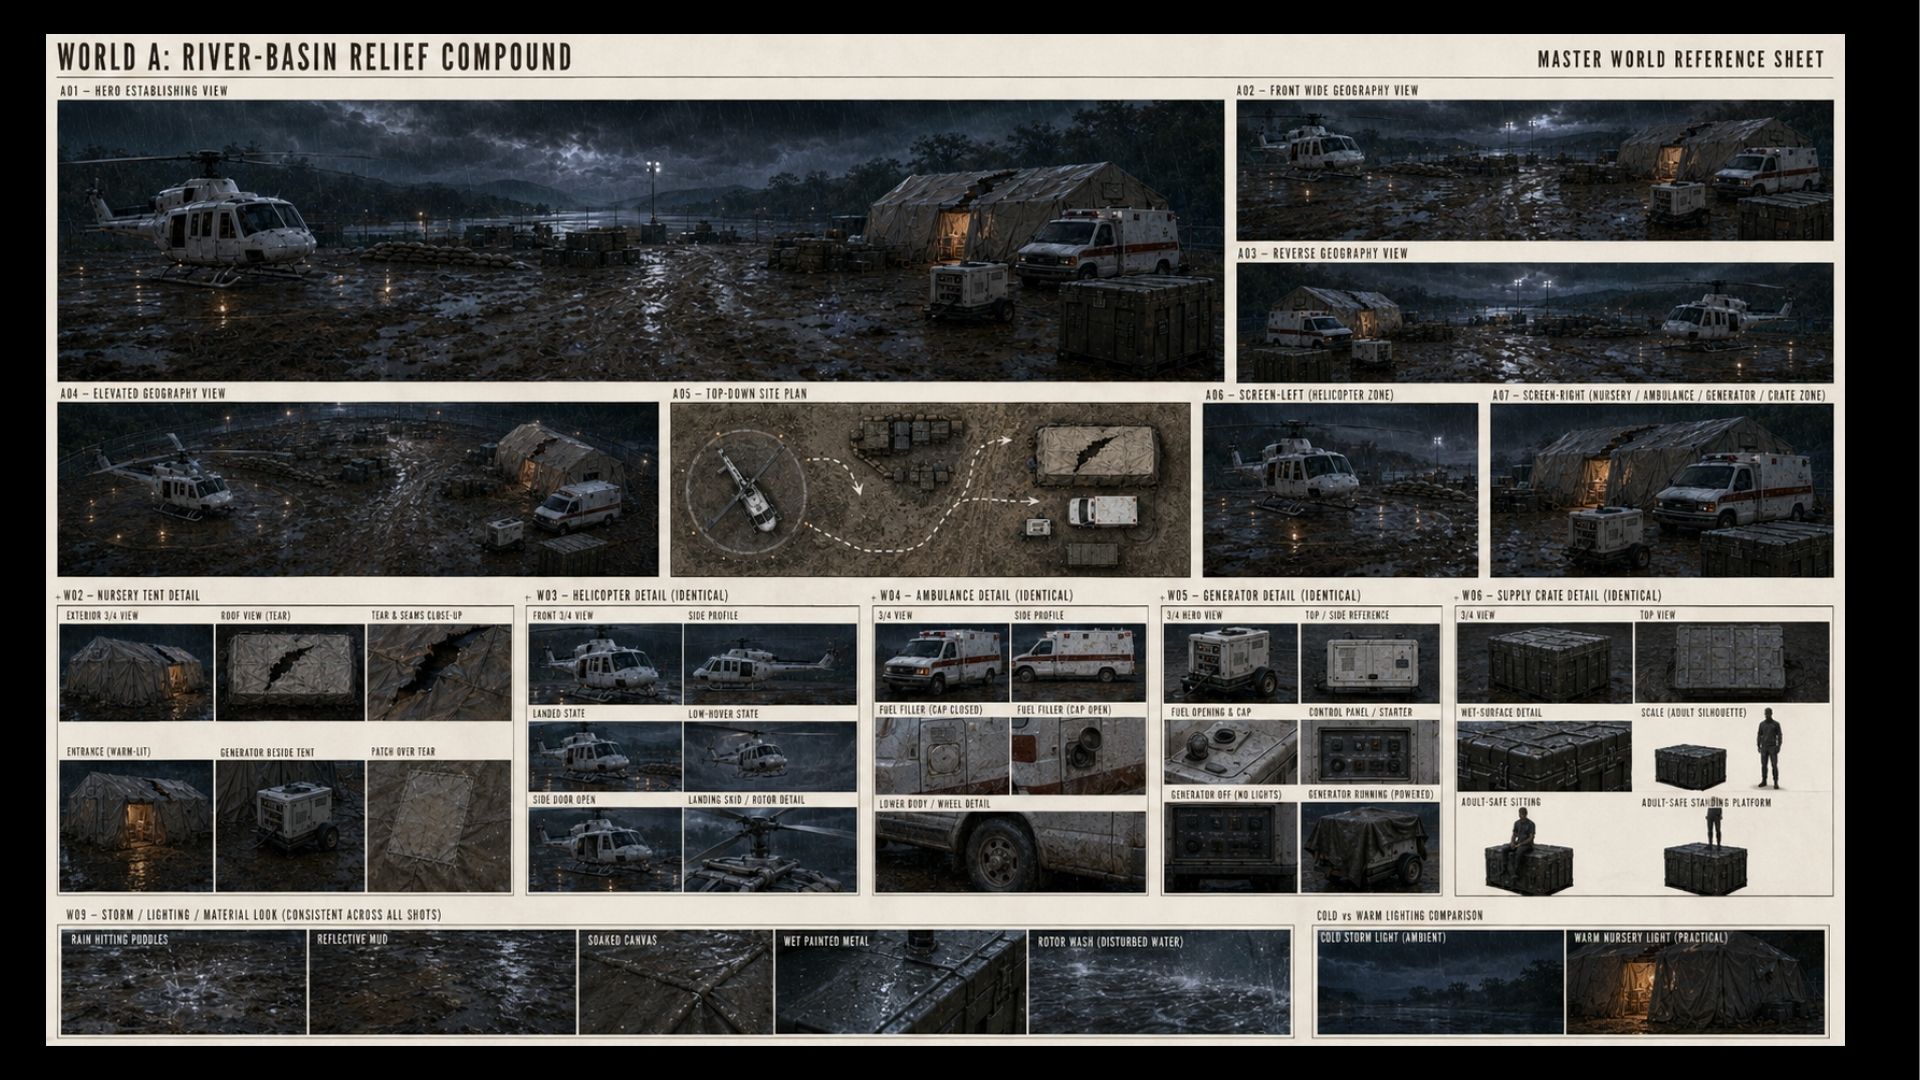 WORLD A: RIVER-BASIN RELIEF COMPOUND
MASTER WORLD REFERENCE SHEET
A01 – HERO ESTABLISHING VIEW
A02 – FRONT WIDE GEOGRAPHY VIEW
A03 – REVERSE GEOGRAPHY VIEW
A04 – ELEVATED GEOGRAPHY VIEW
A05 – TOP-DOWN SITE PLAN
A06 – SCREEN-LEFT (HELICOPTER ZONE)
A07 – SCREEN-RIGHT (NURSERY / AMBULANCE / GENERATOR / CRATE ZONE)
W02 – NURSERY TENT DETAIL
EXTERIOR 3/4 VIEW
ROOF VIEW (TEAR)
TEAR & SEAMS CLOSE-UP
ENTRANCE (WARM-LIT)
GENERATOR BESIDE TENT
PATCH OVER TEAR
W03 – HELICOPTER DETAIL (IDENTICAL)
FRONT 3/4 VIEW
SIDE PROFILE
LANDED STATE
LOW-HOVER STATE
SIDE DOOR OPEN
LANDING SKID / ROTOR DETAIL
W04 – AMBULANCE DETAIL (IDENTICAL)
3/4 VIEW
SIDE PROFILE
FUEL FILLER (CAP CLOSED)
FUEL FILLER (CAP OPEN)
LOWER BODY / WHEEL DETAIL
W05 – GENERATOR DETAIL (IDENTICAL)
3/4 HERO VIEW
TOP / SIDE REFERENCE
FUEL OPENING & CAP
CONTROL PANEL / STARTER
GENERATOR OFF (NO LIGHTS)
GENERATOR RUNNING (POWERED)
W06 – SUPPLY CRATE DETAIL (IDENTICAL)
3/4 VIEW
TOP VIEW
WET-SURFACE DETAIL
SCALE (ADULT SILHOUETTE)
ADULT-SAFE SITTING
ADULT-SAFE STANDING PLATFORM
W09 – STORM / LIGHTING / MATERIAL LOOK (CONSISTENT ACROSS ALL SHOTS)
RAIN HITTING PUDDLES
REFLECTIVE MUD
SOAKED CANVAS
WET PAINTED METAL
ROTOR WASH (DISTURBED WATER)
COLD vs WARM LIGHTING COMPARISON
COLD STORM LIGHT (AMBIENT)
WARM NURSERY LIGHT (PRACTICAL)